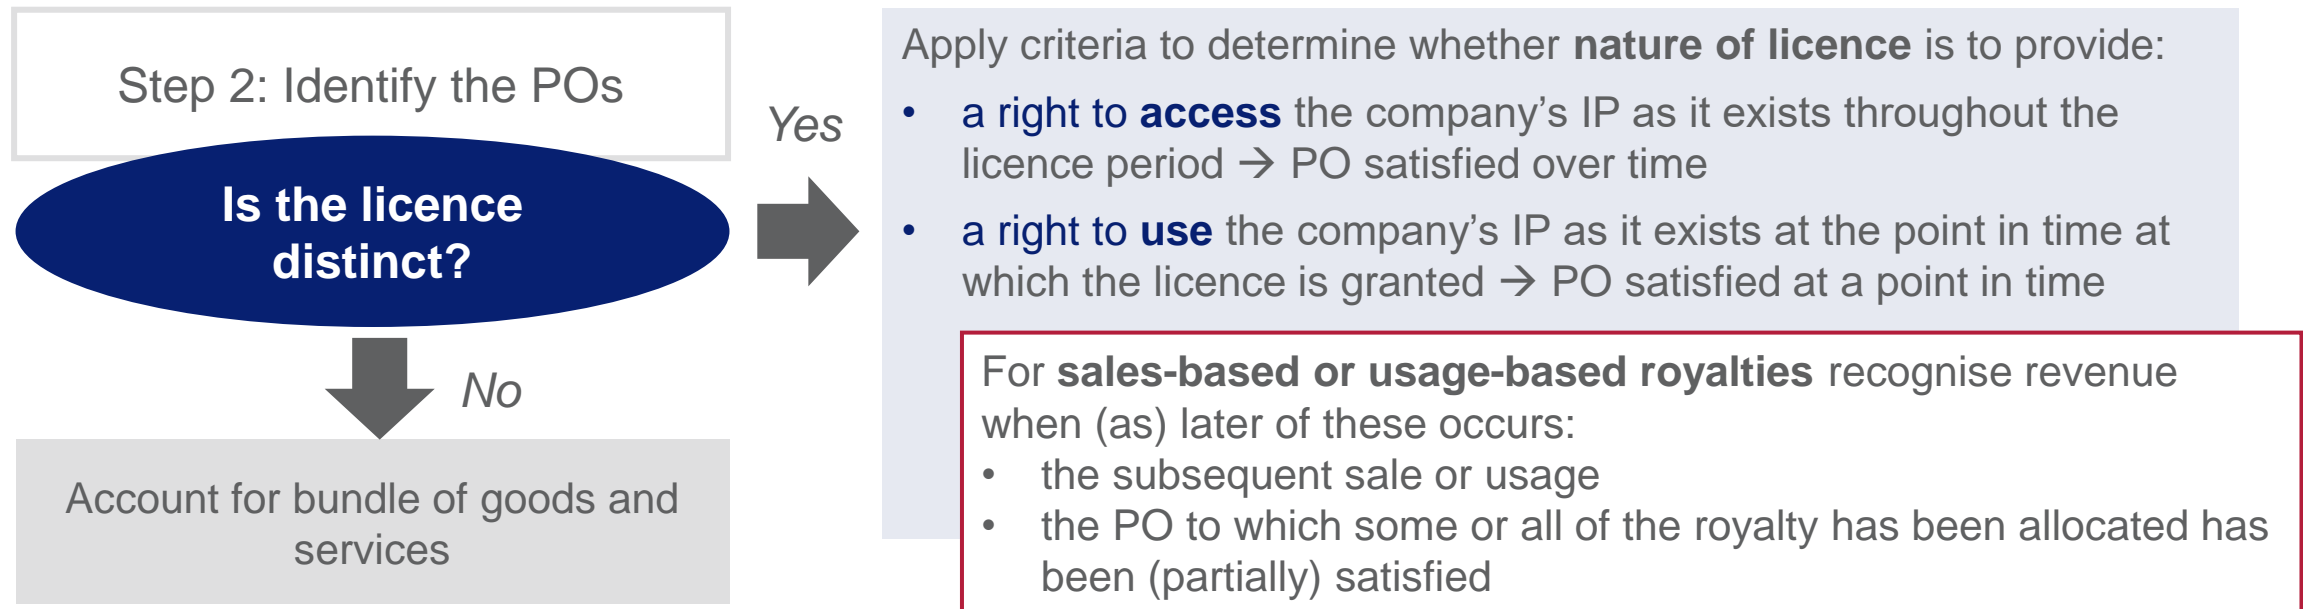 Step 2: Identify the POs
Is the licence
distinct?
Yes
No
Account for bundle of goods and
services
Apply criteria to determine whether nature of licence is to provide:
• a right to access the company’s IP as it exists throughout the
licence period → PO satisfied over time
• a right to use the company’s IP as it exists at the point in time at
which the licence is granted → PO satisfied at a point in time
For sales-based or usage-based royalties recognise revenue
when (as) later of these occurs:
• the subsequent sale or usage
• the PO to which some or all of the royalty has been allocated has
been (partially) satisfied